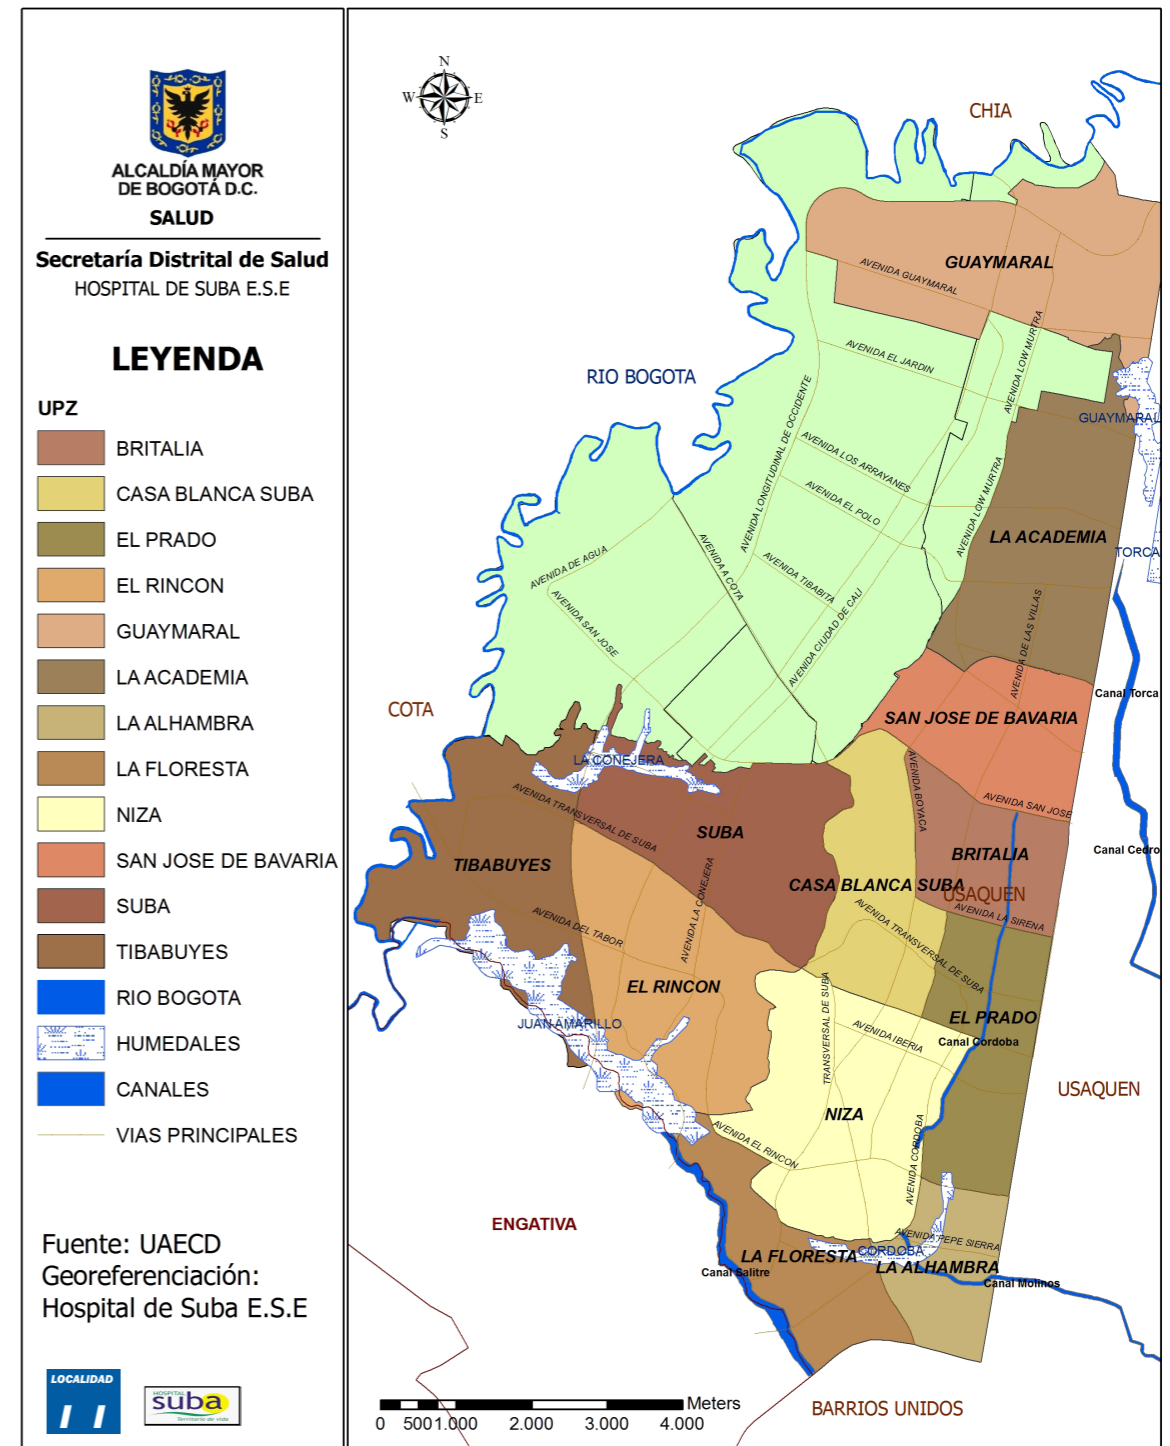 ALCALDÍA MAYOR
DE BOGOTÁ D.C.
SALUD
Secretaría Distrital de Salud
HOSPITAL DE SUBA E.S.E
LEYENDA
UPZ
BRITALIA
CASA BLANCA SUBA
EL PRADO
EL RINCON
GUAYMARAL
LA ACADEMIA
LA ALHAMBRA
LA FLORESTA
NIZA
SAN JOSE DE BAVARIA
SUBA
TIBABUYES
RIO BOGOTA
HUMEDALES
CANALES
VIAS PRINCIPALES
Fuente: UAECD
Georeferenciación:
Hospital de Suba E.S.E
LOCALIDAD
11
HOSPITAL
suba
Territorio de vida
N
W
E
S
CHIA
GUAYMARAL
AVENIDA GUAYMARAL
AVENIDA LOW MURTRA
AVENIDA EL JARDIN
RIO BOGOTA
GUAYMARAL
AVENIDA LONGITUDINAL DE OCCIDENTE
AVENIDA LOS ARRAYANES
AVENIDA EL POLO
AVENIDA LOW MURTRA
LA ACADEMIA
TORCA
AVENIDA DE AGUA
AVENIDA A COTA
AVENIDA TIBABITA
AVENIDA SAN JOSE
AVENIDA CIUDAD DE CALI
AVENIDA DE LAS VILLAS
Canal Torca
COTA
SAN JOSE DE BAVARIA
LA CONEJERA
AVENIDA BOYACA
AVENIDA TRANSVERSAL DE SUBA
AVENIDA SAN JOSE
SUBA
TIBABUYES
BRITALIA
Canal Cedro
CASA BLANCA SUBA
USAQUEN
AVENIDA LA CONEJERA
AVENIDA DEL TABOR
AVENIDA LA SIRENA
AVENIDA TRANSVERSAL DE SUBA
EL RINCON
JUAN AMARILLO
TRANSVERSAL DE SUBA
EL PRADO
AVENIDA IBERIA
Canal Cordoba
USAQUEN
NIZA
AVENIDA EL RINCON
AVENIDA CORDOBA
ENGATIVA
AVENIDA PEPE SIERRA
LA FLORESTA
CORDOBA
LA ALHAMBRA
Canal Salitre
Canal Molinos
Meters
0 500 1.000 2.000 3.000 4.000
BARRIOS UNIDOS